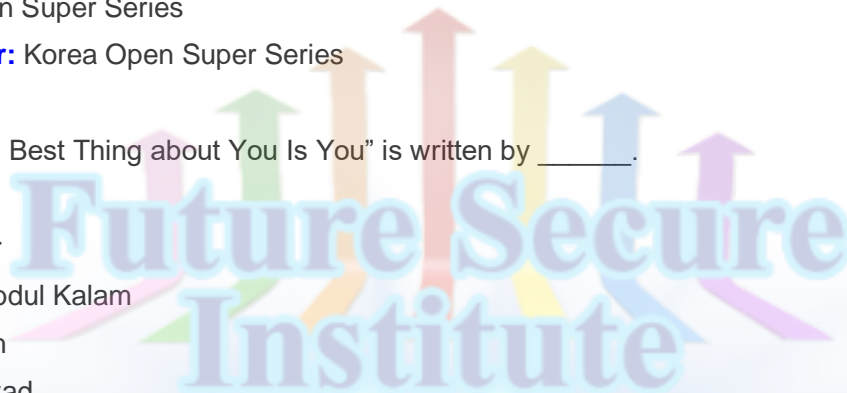 n Super Series
r: Korea Open Super Series
Best Thing about You Is You” is written by ______.
odul Kalam
n
ad
Future Secure
Institute